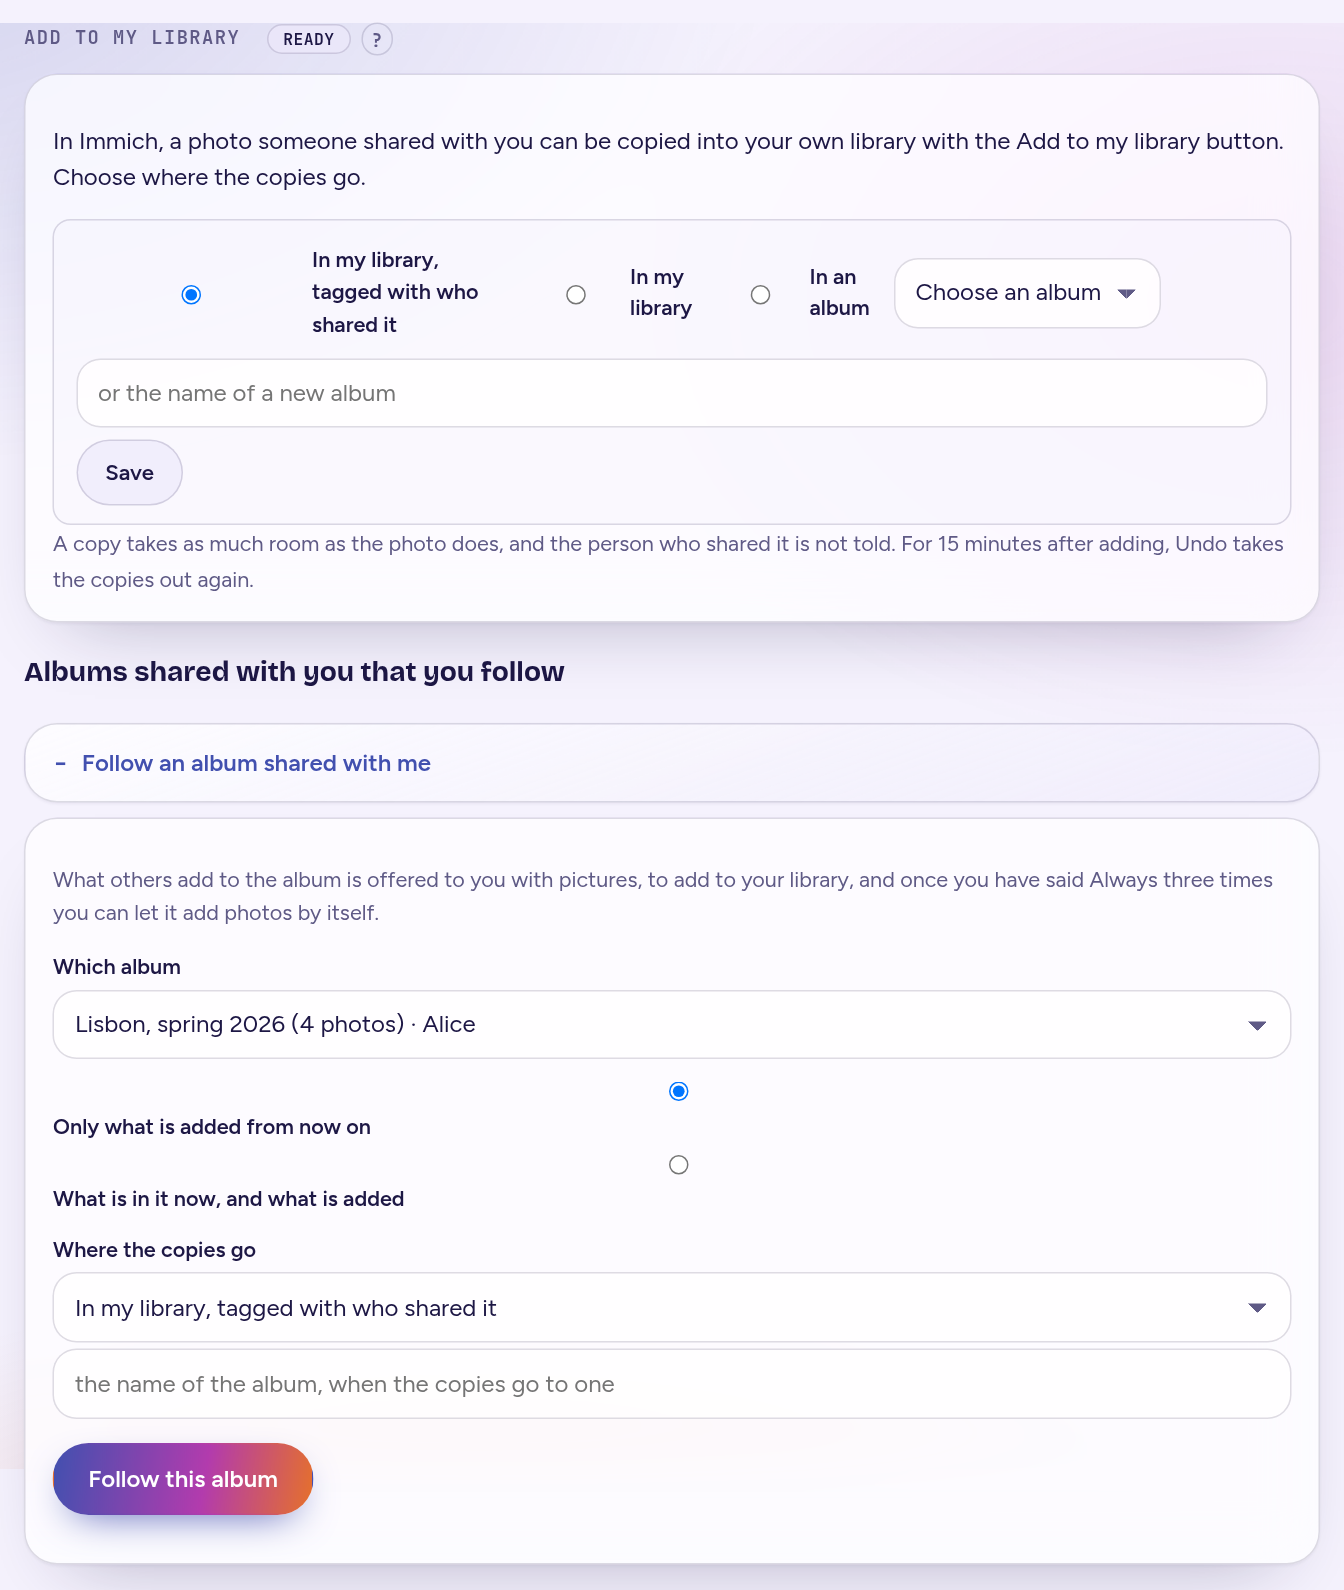 ADD TO MY LIBRARY READY ?
In Immich, a photo someone shared with you can be copied into your own library with the Add to my library button.
Choose where the copies go.
In my library,
tagged with who
shared it
In my
library
In an
album
Choose an album
or the name of a new album
Save
A copy takes as much room as the photo does, and the person who shared it is not told. For 15 minutes after adding, Undo takes
the copies out again.
Albums shared with you that you follow
- Follow an album shared with me
What others add to the album is offered to you with pictures, to add to your library, and once you have said Always three times
you can let it add photos by itself.
Which album
Lisbon, spring 2026 (4 photos) · Alice
Only what is added from now on
What is in it now, and what is added
Where the copies go
In my library, tagged with who shared it
the name of the album, when the copies go to one
Follow this album